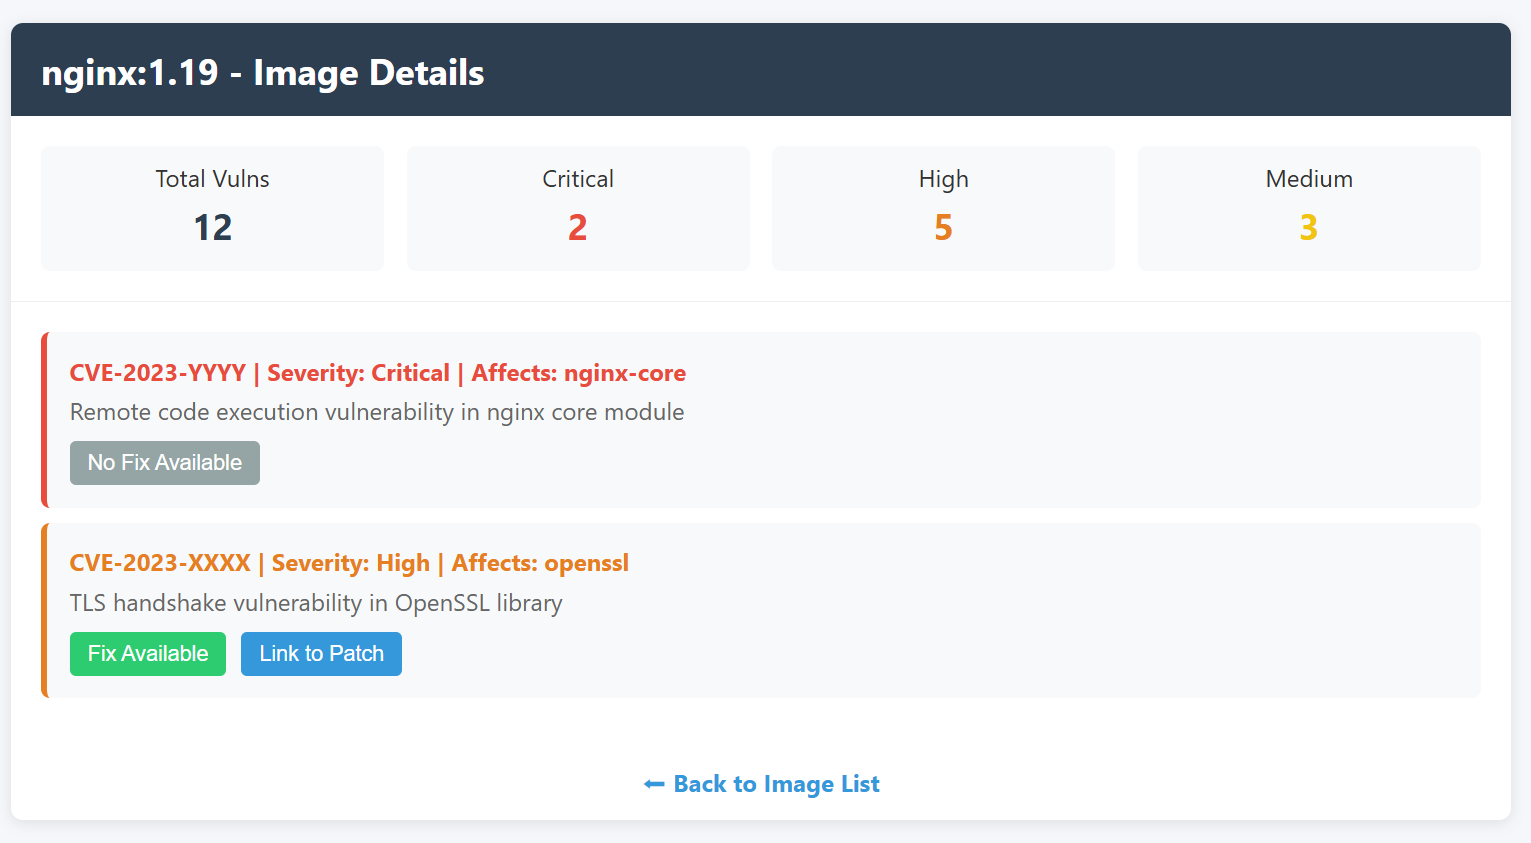 nginx:1.19 - Image Details
Total Vulns
12
Critical
2
High
5
Medium
3
CVE-2023-YYYY | Severity: Critical | Affects: nginx-core
Remote code execution vulnerability in nginx core module
No Fix Available
CVE-2023-XXXX | Severity: High | Affects: openssl
TLS handshake vulnerability in OpenSSL library
Fix Available Link to Patch
⬅ Back to Image List